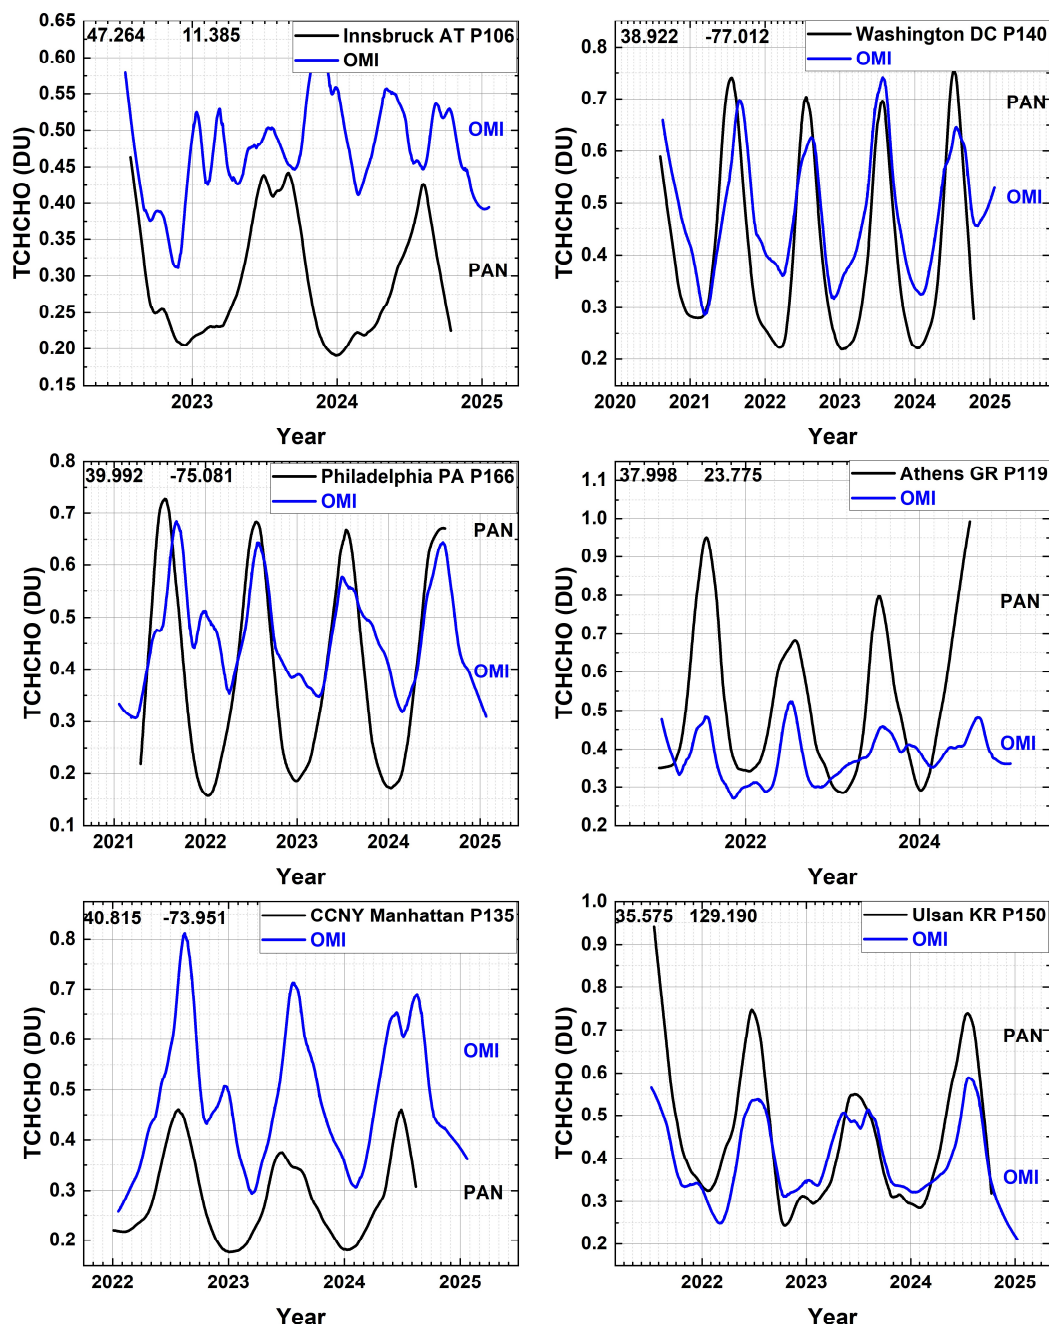 47.264 11.385
Innsbruck AT P106
OMI
0.65
0.60
0.55
0.50
0.45
0.40
0.35
0.30
0.25
0.20
0.15
TCHCHO (DU)
OMI
PAN
2023 2024 2025
Year
38.922 -77.012
Washington DC P140
OMI
0.8
0.7
0.6
0.5
0.4
0.3
0.2
TCHCHO (DU)
PAN
OMI
2020 2021 2022 2023 2024 2025
Year
39.992 -75.081
Philadelphia PA P166
OMI
0.8
0.7
0.6
0.5
0.4
0.3
0.2
0.1
TCHCHO (DU)
PAN
OMI
2021 2022 2023 2024 2025
Year
37.998 23.775
Athens GR P119
OMI
1.1
1.0
0.9
0.8
0.7
0.6
0.5
0.4
0.3
0.2
TCHCHO (DU)
PAN
OMI
2022 2024
Year
40.815 -73.951
CCNY Manhattan P135
OMI
0.8
0.7
0.6
0.5
0.4
0.3
0.2
TCHCHO (DU)
OMI
PAN
2022 2023 2024 2025
Year
35.575 129.190
Ulsan KR P150
OMI
1.0
0.9
0.8
0.7
0.6
0.5
0.4
0.3
0.2
TCHCHO (DU)
PAN
OMI
2022 2023 2024 2025
Year